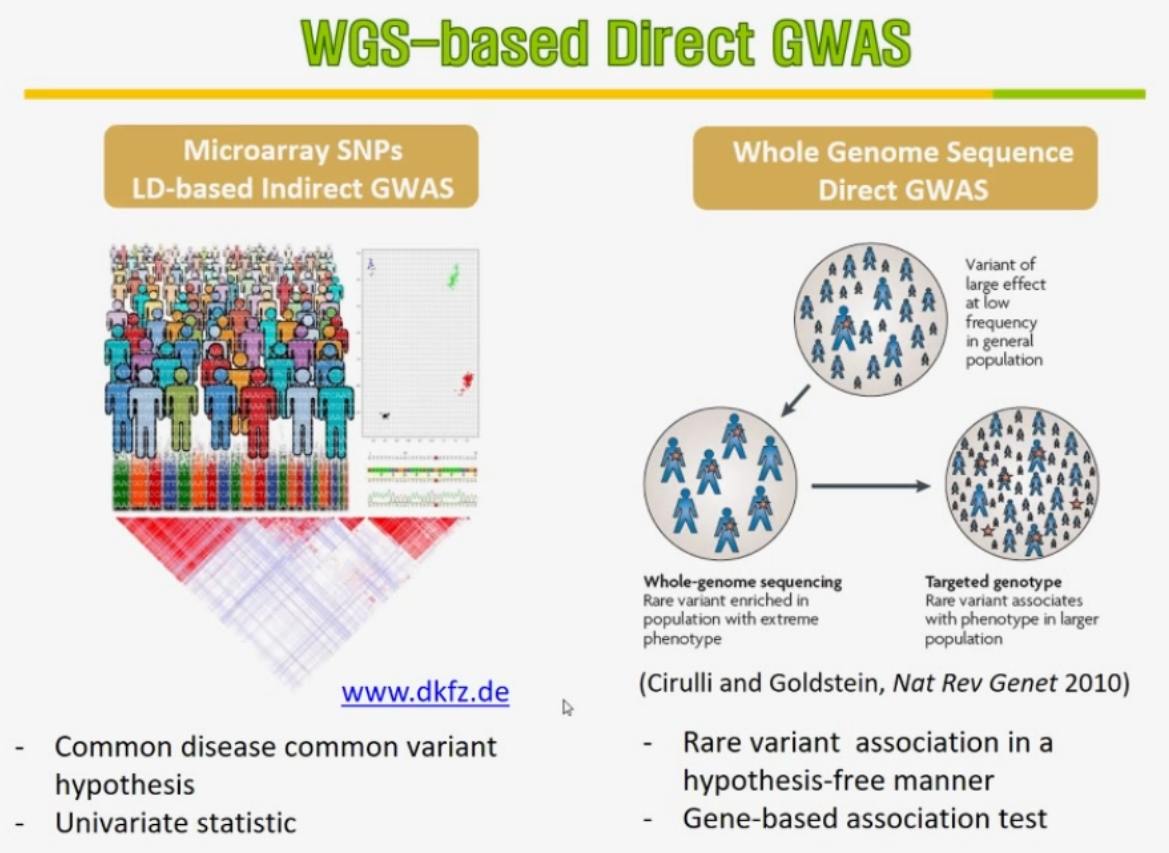 WGS-based Direct GWAS
Microarray SNPs
LD-based Indirect GWAS
Whole Genome Sequence
Direct GWAS
Variant of
large effect
at low
frequency
in general
population
Whole-genome sequencing
Rare variant enriched in
population with extreme
phenotype
Targeted genotype
Rare variant associates
with phenotype in larger
population
www.dkfz.de
(Cirulli and Goldstein, Nat Rev Genet 2010)
- Common disease common variant
hypothesis
- Univariate statistic
- Rare variant association in a
hypothesis-free manner
- Gene-based association test